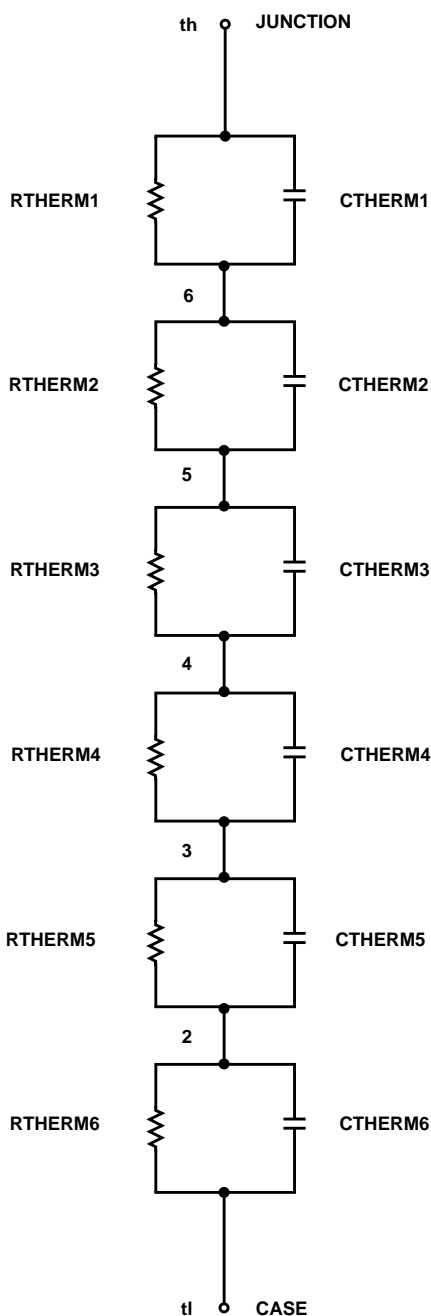 th JUNCTION
RTHERM1 CTHERM1
6
RTHERM2 CTHERM2
5
RTHERM3 CTHERM3
4
RTHERM4 CTHERM4
3
RTHERM5 CTHERM5
2
RTHERM6 CTHERM6
tl CASE